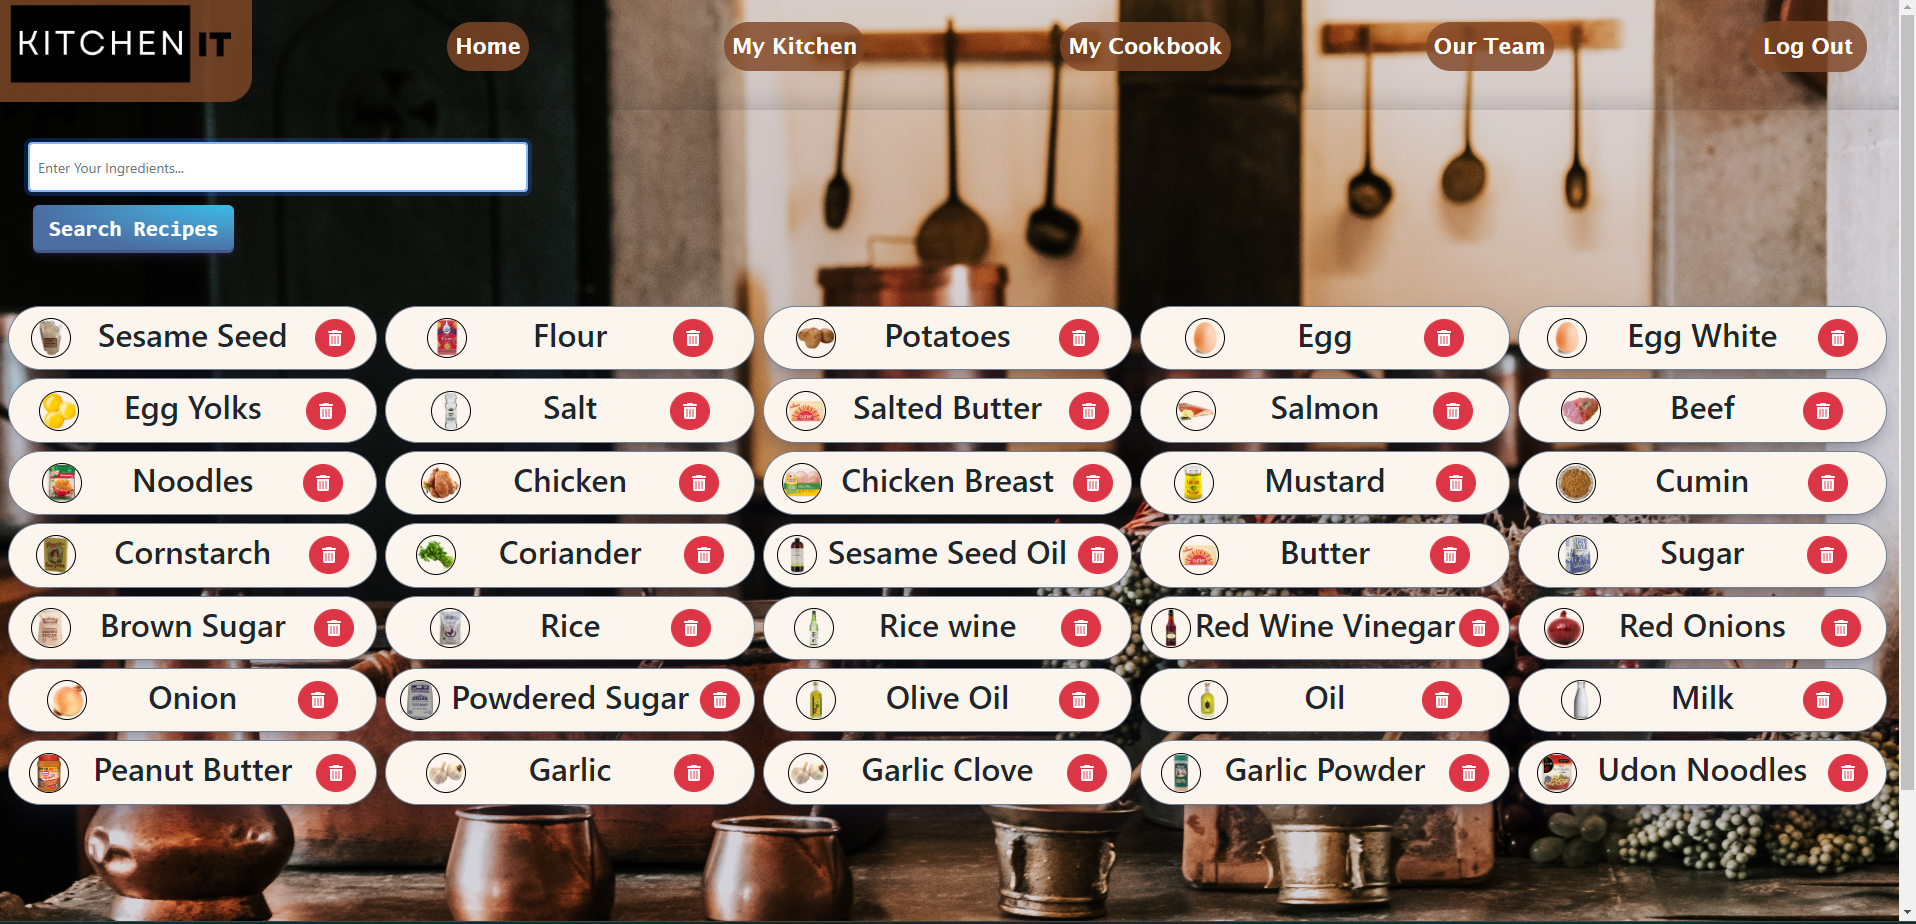 KITCHEN IT
Home
My Kitchen
My Cookbook
Our Team
Log Out
Enter Your Ingredients...
Search Recipes
Sesame Seed
Flour
Potatoes
Egg
Egg White
Egg Yolks
Salt
Salted Butter
Salmon
Beef
Noodles
Chicken
Chicken Breast
Mustard
Cumin
Cornstarch
Coriander
Sesame Seed Oil
Butter
Sugar
Brown Sugar
Rice
Rice wine
Red Wine Vinegar
Red Onions
Onion
Powdered Sugar
Olive Oil
Oil
Milk
Peanut Butter
Garlic
Garlic Clove
Garlic Powder
Udon Noodles